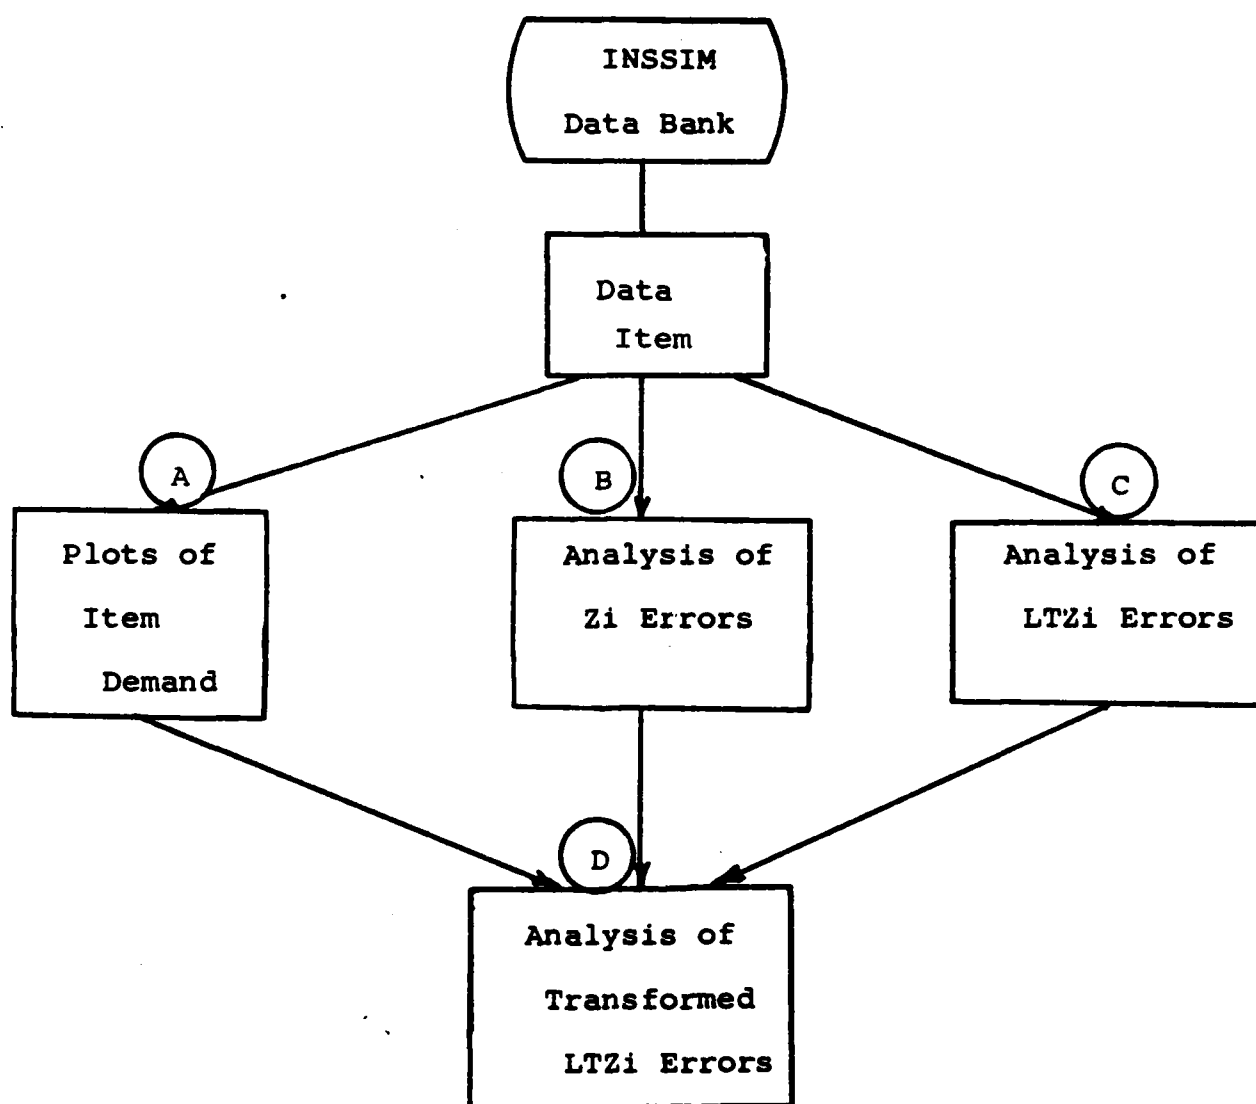 INSSIM
Data Bank
Data
Item
A
B
C
Plots of
Item
Demand
Analysis of
Zi Errors
Analysis of
LTZi Errors
D
Analysis of
Transformed
LTZi Errors